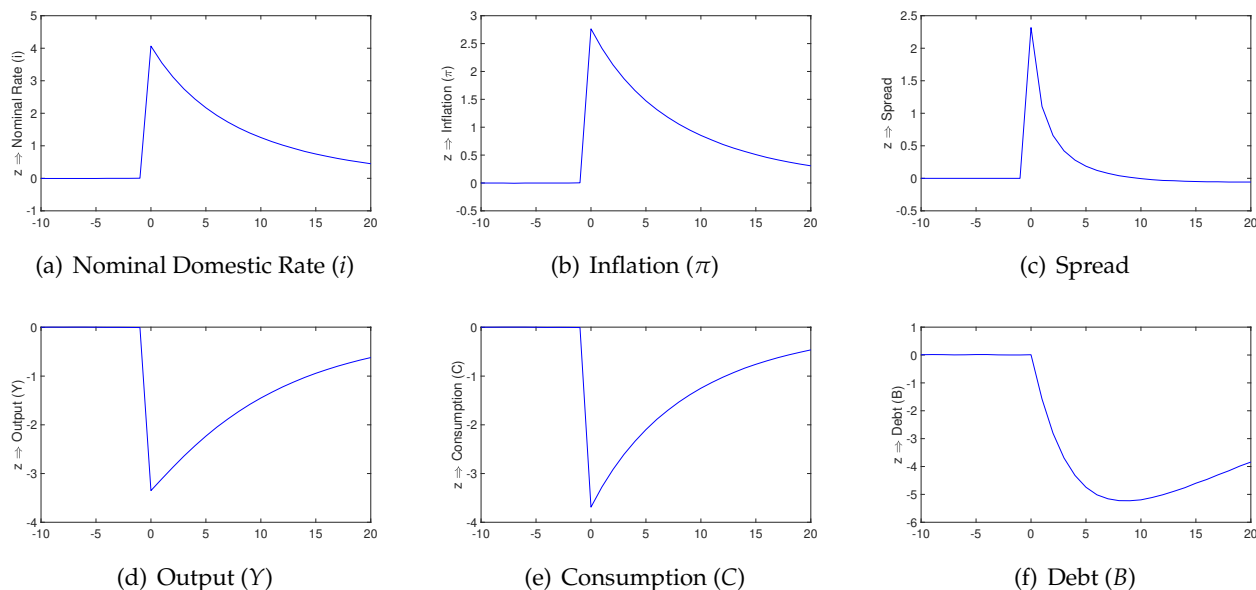 5
4
3
2
1
0
-1
-10 -5 0 5 10 15 20
z ⇒ Nominal Rate (i)
(a) Nominal Domestic Rate (i)
3
2.5
2
1.5
1
0.5
0
-0.5
-10 -5 0 5 10 15 20
z ⇒ Inflation (π)
(b) Inflation (π)
2.5
2
1.5
1
0.5
0
-0.5
-10 -5 0 5 10 15 20
z ⇒ Spread
(c) Spread
0
-1
-2
-3
-4
-10 -5 0 5 10 15 20
z ⇒ Output (Y)
(d) Output (Y)
0
-1
-2
-3
-4
-10 -5 0 5 10 15 20
z ⇒ Consumption (C)
(e) Consumption (C)
1
0
-1
-2
-3
-4
-5
-6
-10 -5 0 5 10 15 20
z ⇒ Debt (B)
(f) Debt (B)